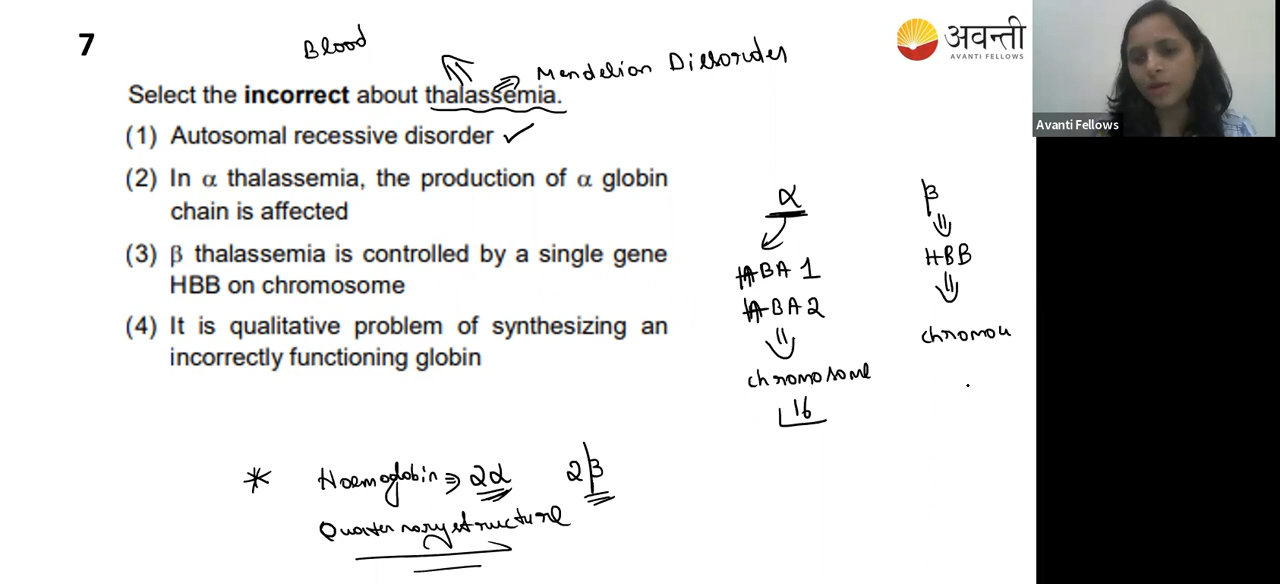 7
Blood
Mendelian Disorder
अवन्ती
AVANTI FELLOWS
Select the incorrect about thalassemia.
Avanti Fellows
(1) Autosomal recessive disorder ✓
(2) In α thalassemia, the production of α globin
chain is affected
(3) β thalassemia is controlled by a single gene
HBB on chromosome
(4) It is qualitative problem of synthesizing an
incorrectly functioning globin
α
HBA 1
HBA 2
chromosome
16
β
HBB
chromou
* Haemoglobin ⇒ 2α 2β
Quaternary structure